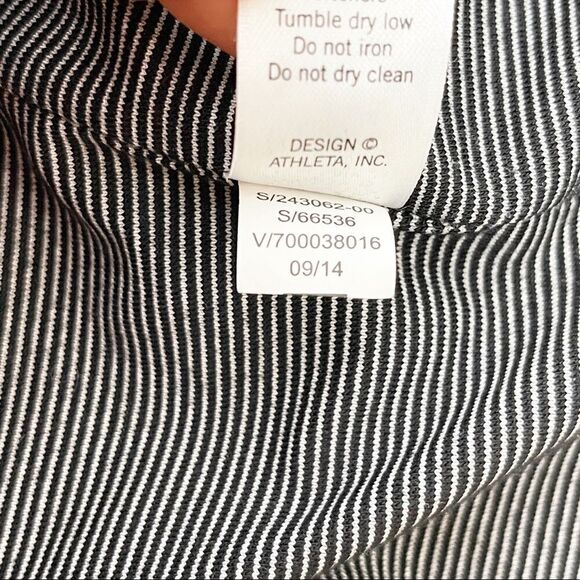 Tumble dry low
Do not iron
Do not dry clean
DESIGN ©
ATHLETA, INC.
S/243062-00
S/66536
V/700038016
09/14